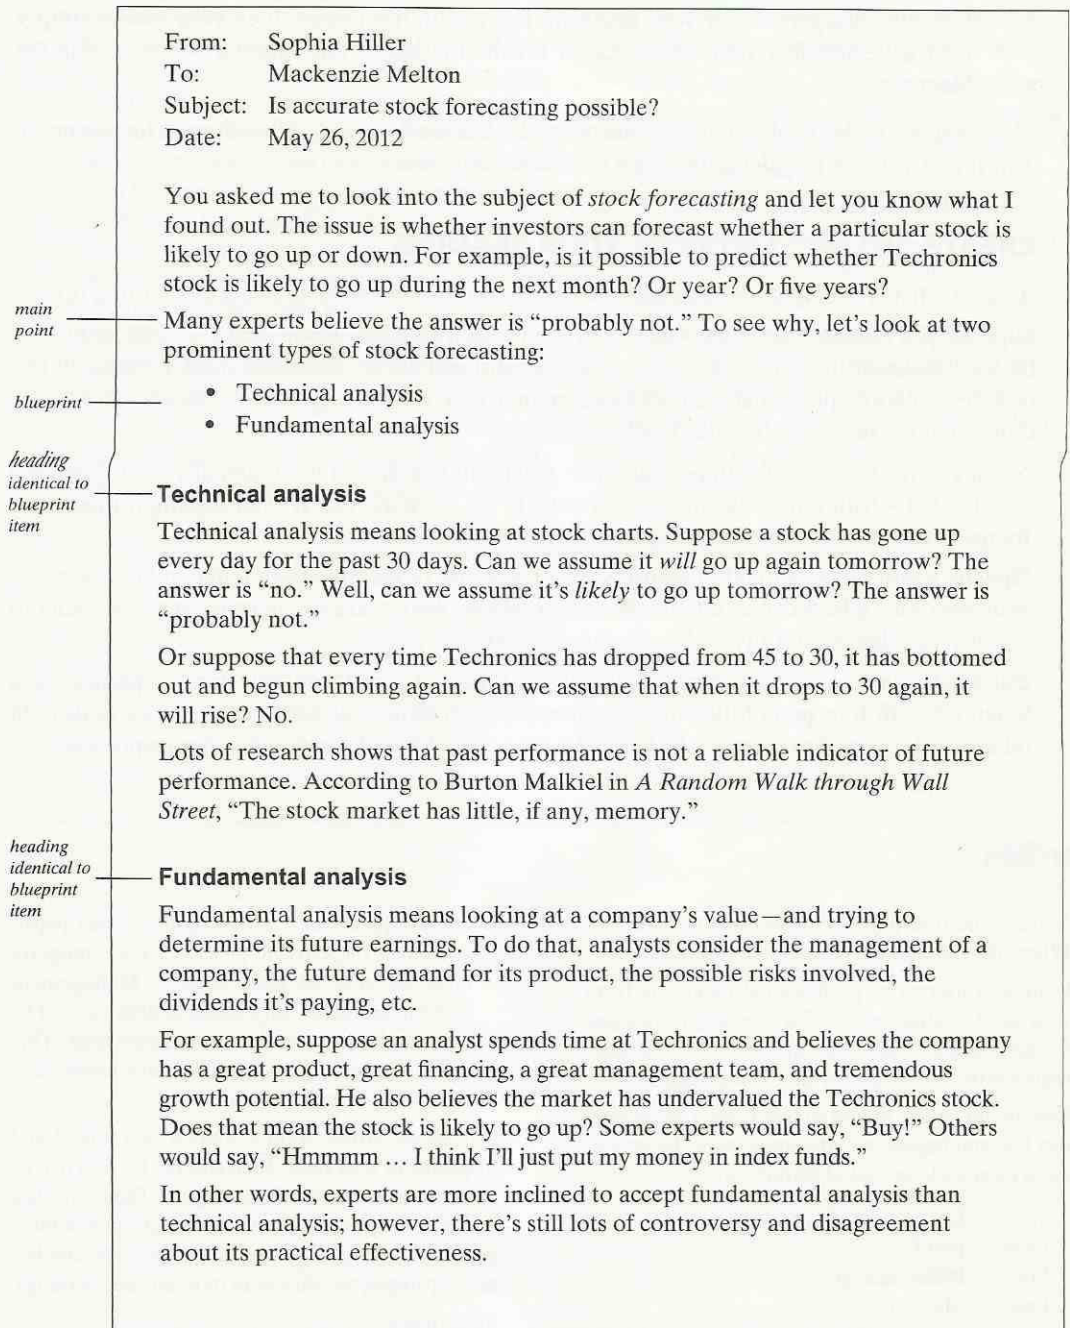 From: Sophia Hiller
To: Mackenzie Melton
Subject: Is accurate stock forecasting possible?
Date: May 26, 2012
You asked me to look into the subject of stock forecasting and let you know what I
found out. The issue is whether investors can forecast whether a particular stock is
likely to go up or down. For example, is it possible to predict whether Techronics
stock is likely to go up during the next month? Or year? Or five years?
main
point
Many experts believe the answer is “probably not.” To see why, let’s look at two
prominent types of stock forecasting:
blueprint
• Technical analysis
• Fundamental analysis
heading
identical to
blueprint
item
Technical analysis
Technical analysis means looking at stock charts. Suppose a stock has gone up
every day for the past 30 days. Can we assume it will go up again tomorrow? The
answer is “no.” Well, can we assume it’s likely to go up tomorrow? The answer is
“probably not.”
Or suppose that every time Techronics has dropped from 45 to 30, it has bottomed
out and begun climbing again. Can we assume that when it drops to 30 again, it
will rise? No.
Lots of research shows that past performance is not a reliable indicator of future
performance. According to Burton Malkiel in A Random Walk through Wall
Street, “The stock market has little, if any, memory.”
heading
identical to
blueprint
item
Fundamental analysis
Fundamental analysis means looking at a company’s value—and trying to
determine its future earnings. To do that, analysts consider the management of a
company, the future demand for its product, the possible risks involved, the
dividends it’s paying, etc.
For example, suppose an analyst spends time at Techronics and believes the company
has a great product, great financing, a great management team, and tremendous
growth potential. He also believes the market has undervalued the Techronics stock.
Does that mean the stock is likely to go up? Some experts would say, “Buy!” Others
would say, “Hmmmm ... I think I’ll just put my money in index funds.”
In other words, experts are more inclined to accept fundamental analysis than
technical analysis; however, there’s still lots of controversy and disagreement
about its practical effectiveness.